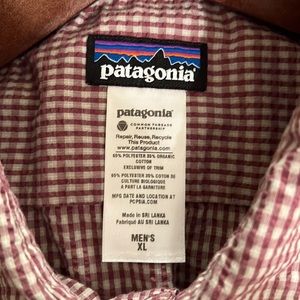 patagonia®
patagonia®
COMMON THREADS
PARTNERSHIP
Repair, Reuse, Recycle
This Product
www.patagonia.com
65% POLYESTER 35% ORGANIC
COTTON
EXCLUSIVE OF TRIM
65% POLYESTER 35% COTON DE
CULTURE BIOLOGIQUE
A PART LA GARNITURE
MFG DATE AND LOCATION AT
PCPSIA.COM
Made in SRI LANKA
Fabriqué AU SRI LANKA
MEN'S
XL